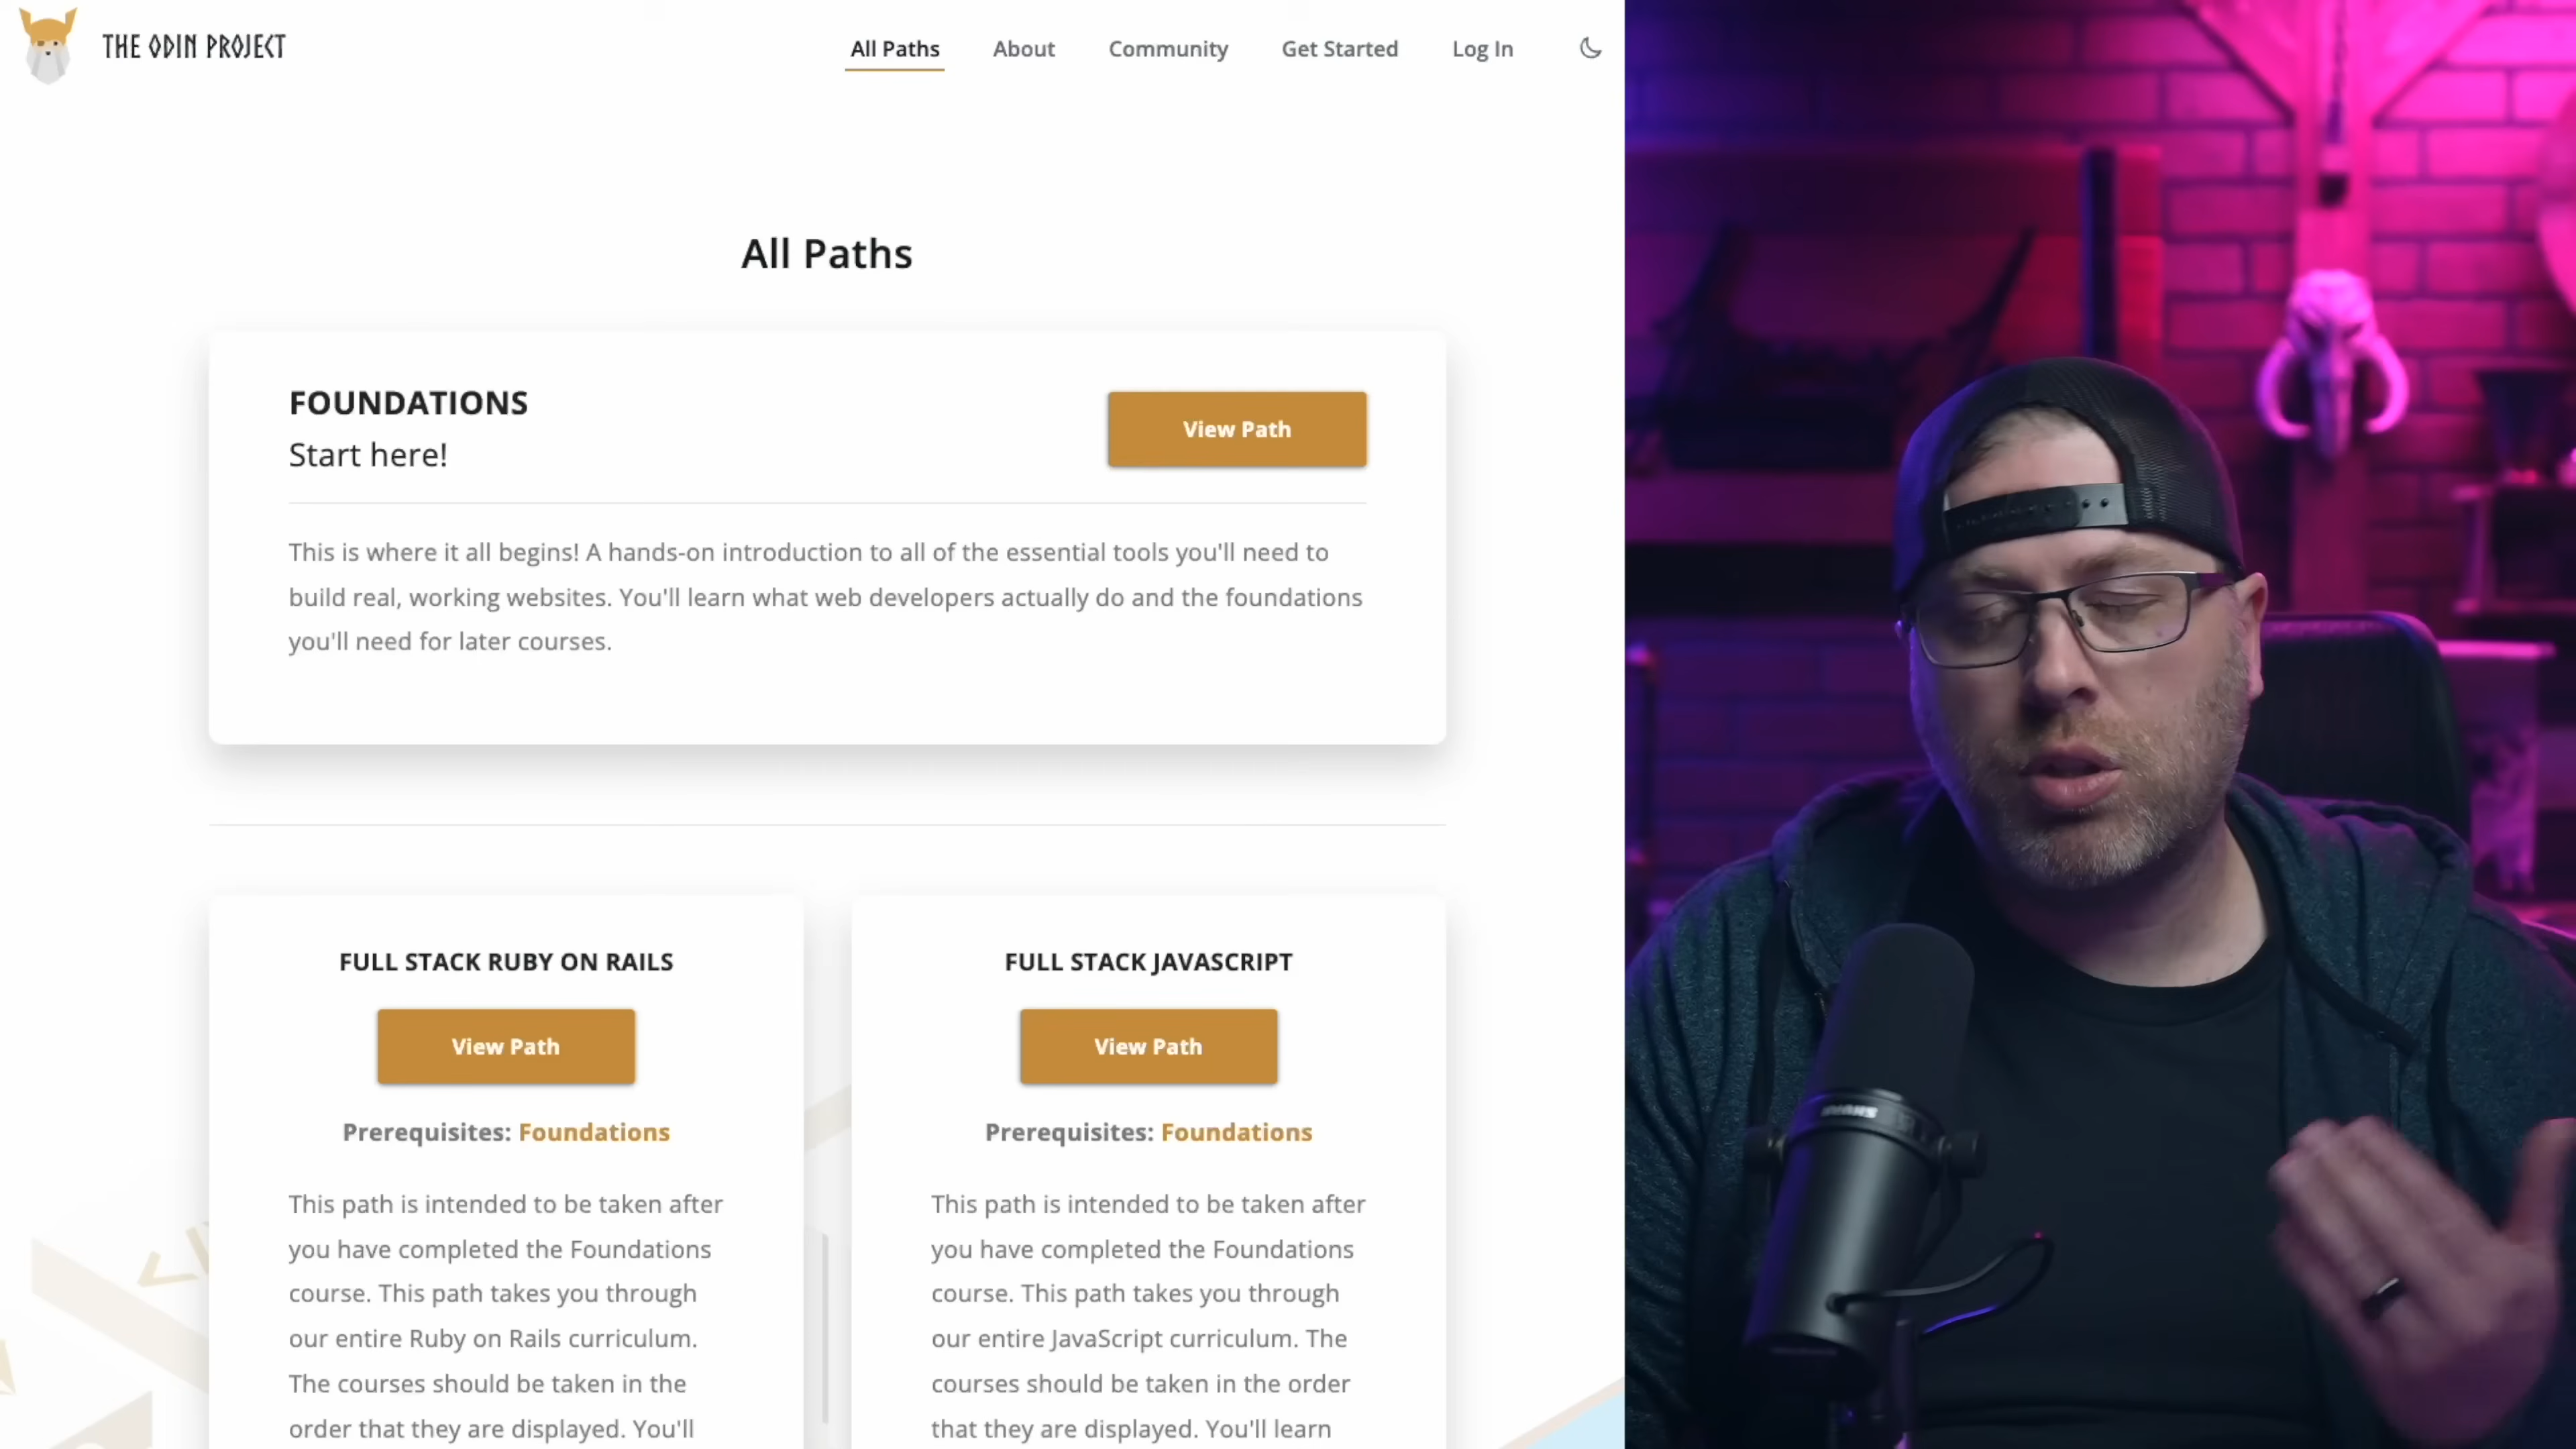 THE ODIN PROJECT
All Paths
About
Community
Get Started
Log In
All Paths
FOUNDATIONS
View Path
Start here!
This is where it all begins! A hands-on introduction to all of the essential tools you'll need to
build real, working websites. You'll learn what web developers actually do and the foundations
you'll need for later courses.
FULL STACK RUBY ON RAILS
View Path
Prerequisites: Foundations
This path is intended to be taken after
you have completed the Foundations
course. This path takes you through
our entire Ruby on Rails curriculum.
The courses should be taken in the
order that they are displayed. You'll
FULL STACK JAVASCRIPT
View Path
Prerequisites: Foundations
This path is intended to be taken after
you have completed the Foundations
course. This path takes you through
our entire JavaScript curriculum. The
courses should be taken in the order
that they are displayed. You'll learn